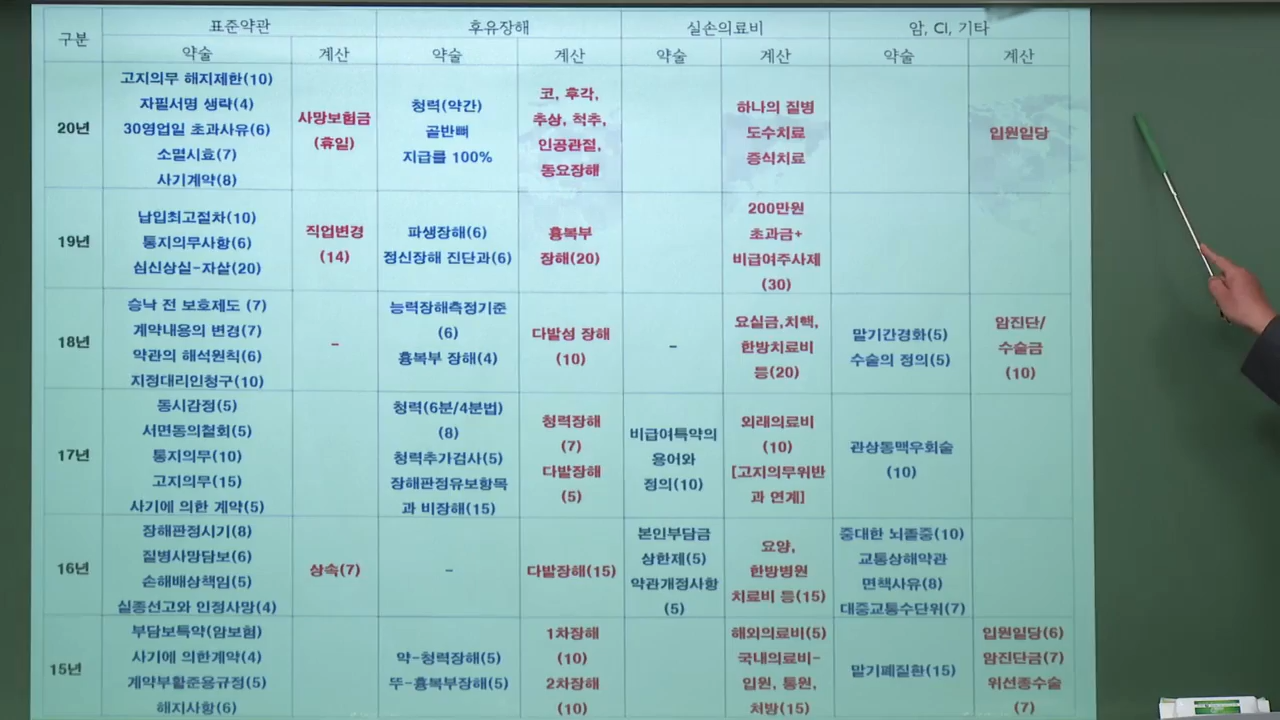 구분
표준약관
후유장해
실손의료비
암, CI, 기타
약술
계산
약술
계산
약술
계산
약술
계산
20년
고지의무 해지제한(10)
자필서명 생략(4)
30영업일 초과사유(6)
소멸시효(7)
사기계약(8)
사망보험금
(휴일)
청력(약간)
골반뼈
지급률 100%
코, 후각,
추상, 척추,
인공관절,
동요장해
하나의 질병
도수치료
증식치료
입원일당
19년
납입최고절차(10)
통지의무사항(6)
심신상실-자살(20)
직업변경
(14)
파생장해(6)
정신장해 진단과(6)
흉복부
장해(20)
200만원
초과금+
비급여주사제
(30)
18년
승낙 전 보호제도 (7)
계약내용의 변경(7)
약관의 해석원칙(6)
지정대리인청구(10)
-
능력장해측정기준
(6)
흉복부 장해(4)
다발성 장해
(10)
-
요실금,치핵,
한방치료비
등(20)
말기간경화(5)
수술의 정의(5)
암진단/
수술금
(10)
17년
동시감정(5)
서면동의철회(5)
통지의무(10)
고지의무(15)
사기에 의한 계약(5)
청력(6분/4분법)
(8)
청력추가검사(5)
장해판정유보항목
과 비장해(15)
청력장해
(7)
다발장해
(5)
비급여특약의
용어와
정의(10)
외래의료비
(10)
[고지의무위반
과 연계]
관상동맥우회술
(10)
16년
장해판정시기(8)
질병사망담보(6)
손해배상책임(5)
실종선고와 인정사망(4)
상속(7)
-
다발장해(15)
본인부담금
상한제(5)
약관개정사항
(5)
요양,
한방병원
치료비 등(15)
중대한 뇌졸중(10)
교통상해약관
면책사유(8)
대중교통수단위(7)
15년
부담보특약(암보험)
사기에 의한계약(4)
계약부활준용규정(5)
해지사항(6)
약-청력장해(5)
뚜-흉복부장해(5)
1차장해
(10)
2차장해
(10)
해외의료비(5)
국내의료비-
입원, 통원,
처방(15)
말기폐질환(15)
입원일당(6)
암진단금(7)
위선종수술
(7)